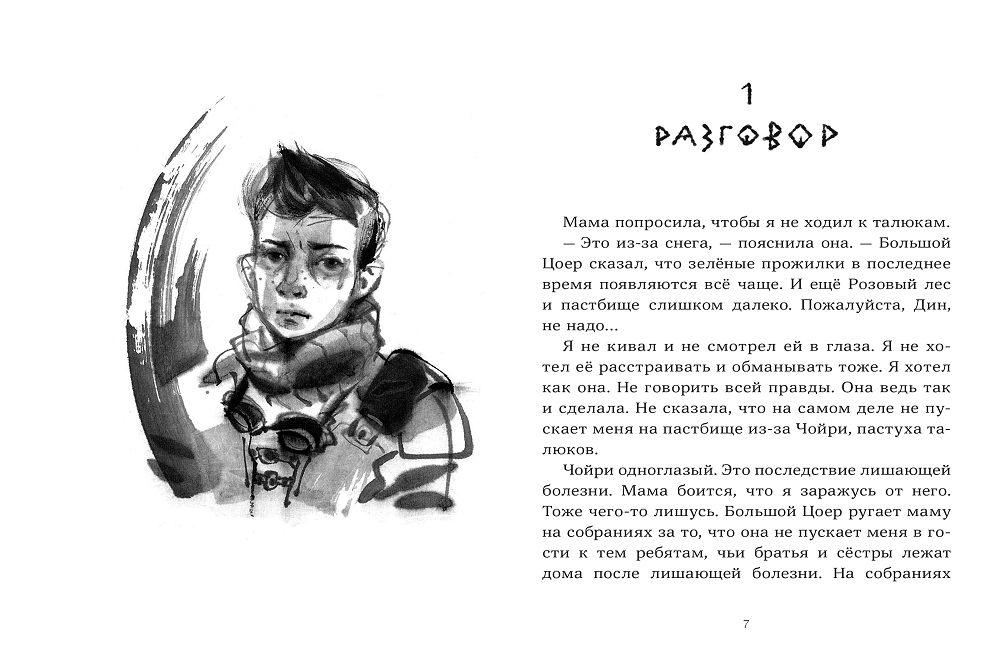 1
РАЗГОВОР
Мама попросила, чтобы я не ходил к талюкам.
— Это из-за снега, — пояснила она. — Большой
Цоер сказал, что зелёные прожилки в последнее
время появляются всё чаще. И ещё Розовый лес
и пастбище слишком далеко. Пожалуйста, Дин,
не надо...
Я не кивал и не смотрел ей в глаза. Я не хо-
тел её расстраивать и обманывать тоже. Я хотел
как она. Не говорить всей правды. Она ведь так
и сделала. Не сказала, что на самом деле не пу-
скает меня на пастбище из-за Чойри, пастуха та-
люков.
Чойри одноглазый. Это последствие лишающей
болезни. Мама боится, что я заражусь от него.
Тоже чего-то лишусь. Большой Цоер ругает маму
на собраниях за то, что она не пускает меня в го-
сти к тем ребятам, чьи братья и сёстры лежат
дома после лишающей болезни. На собраниях
7